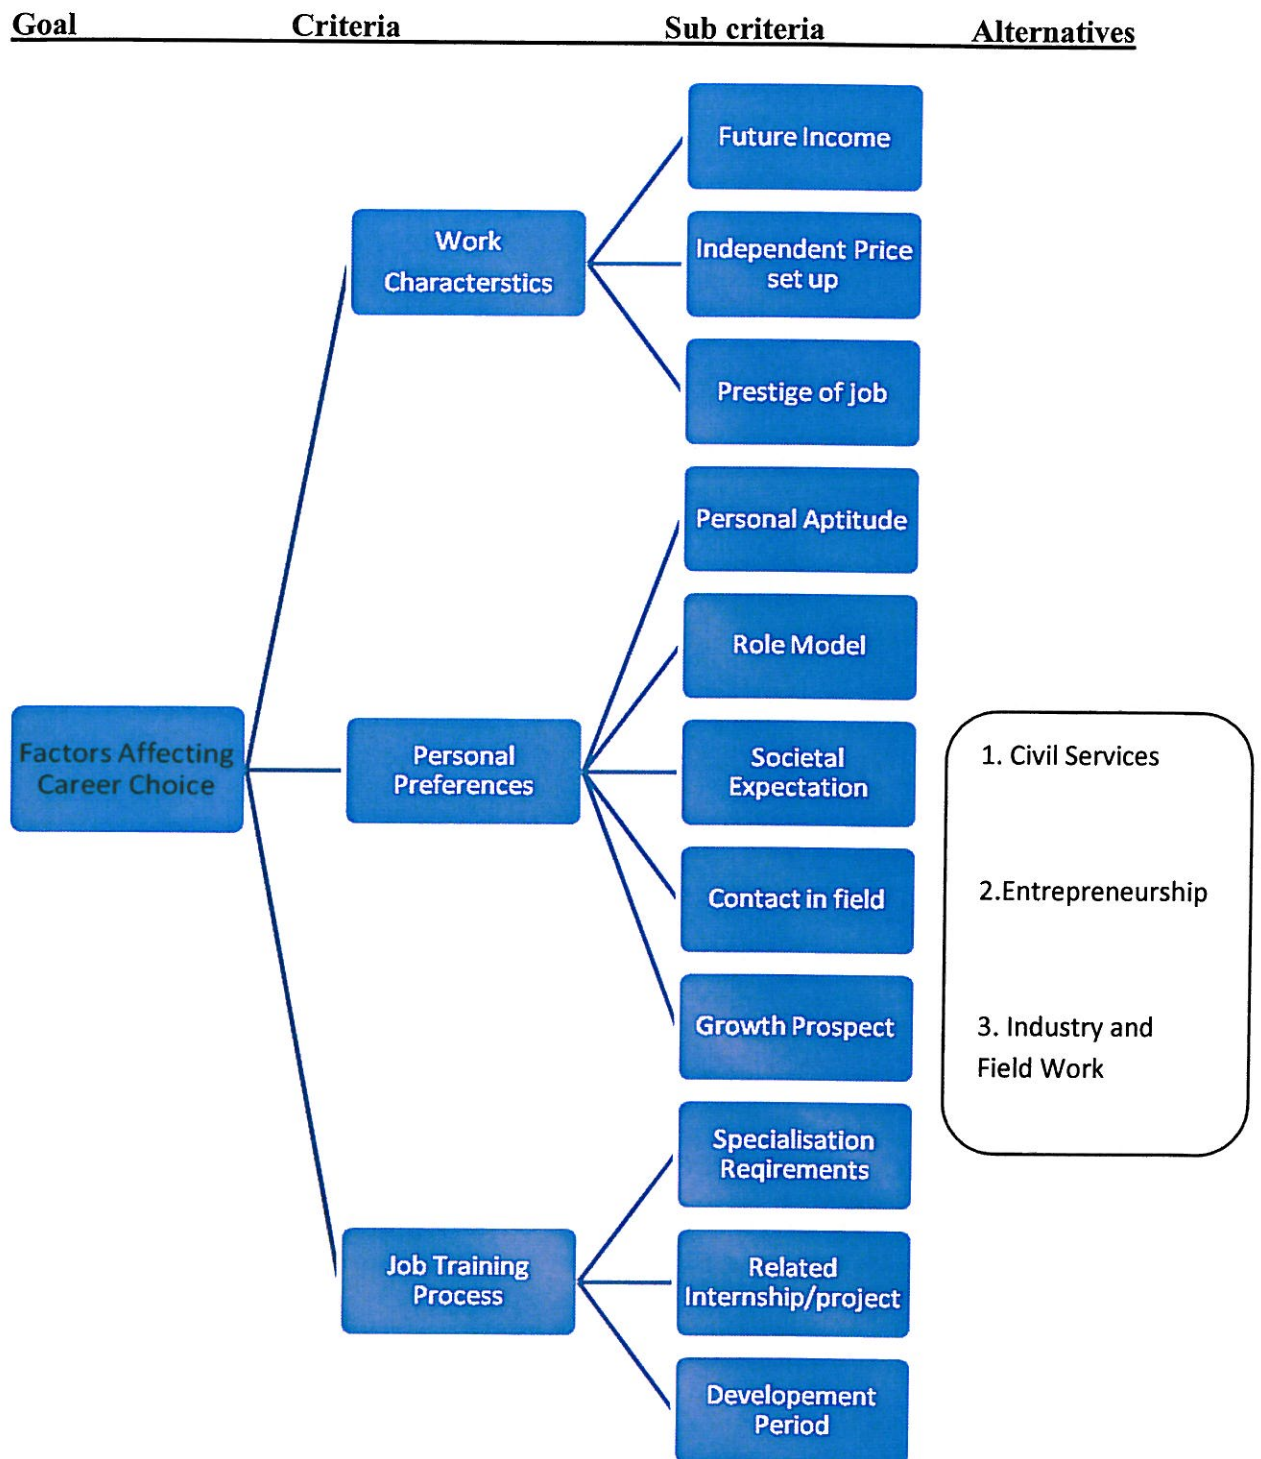 Goal
Criteria
Sub criteria
Alternatives
Future Income
Work
Characterstics
Independent Price
set up
Prestige of job
Personal Aptitude
Role Model
Factors Affecting
Career Choice
Personal
Preferences
Societal
Expectation
Contact in field
Growth Prospect
1. Civil Services
2.Entrepreneurship
3. Industry and
Field Work
Specialisation
Reqirements
Job Training
Process
Related
Internship/project
Developement
Period